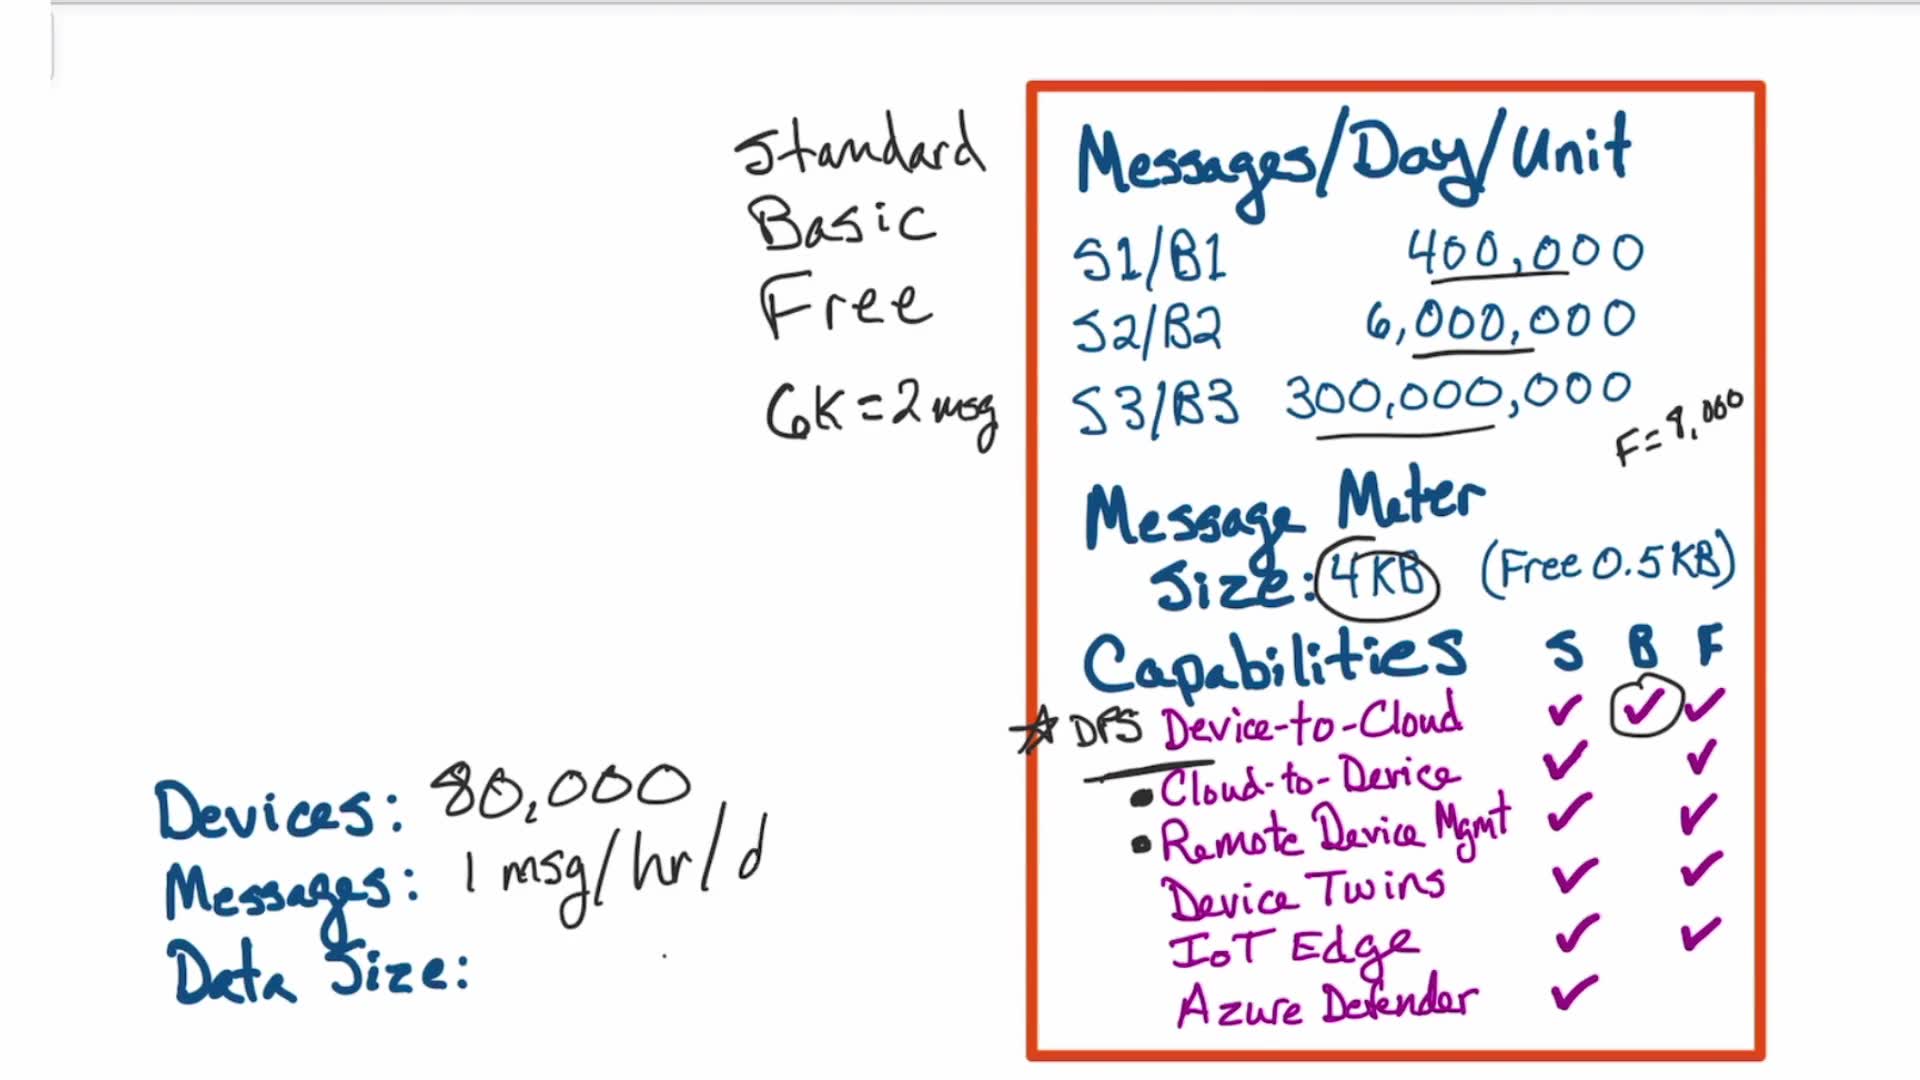 Standard
Basic
Free
6K = 2 msg
Messages/Day/Unit
S1/B1 400,000
S2/B2 6,000,000
S3/B3 300,000,000
F = 8,000
Message Meter
Size: 4KB (Free 0.5KB)
Capabilities S B F
DPS Device-to-Cloud ✓ ✓ ✓
• Cloud-to-Device ✓ ✓
• Remote Device Mgmt ✓ ✓
Device Twins ✓ ✓
IoT Edge ✓ ✓
Azure Defender ✓
Devices: 80,000
Messages: 1 msg/hr/d
Data Size: